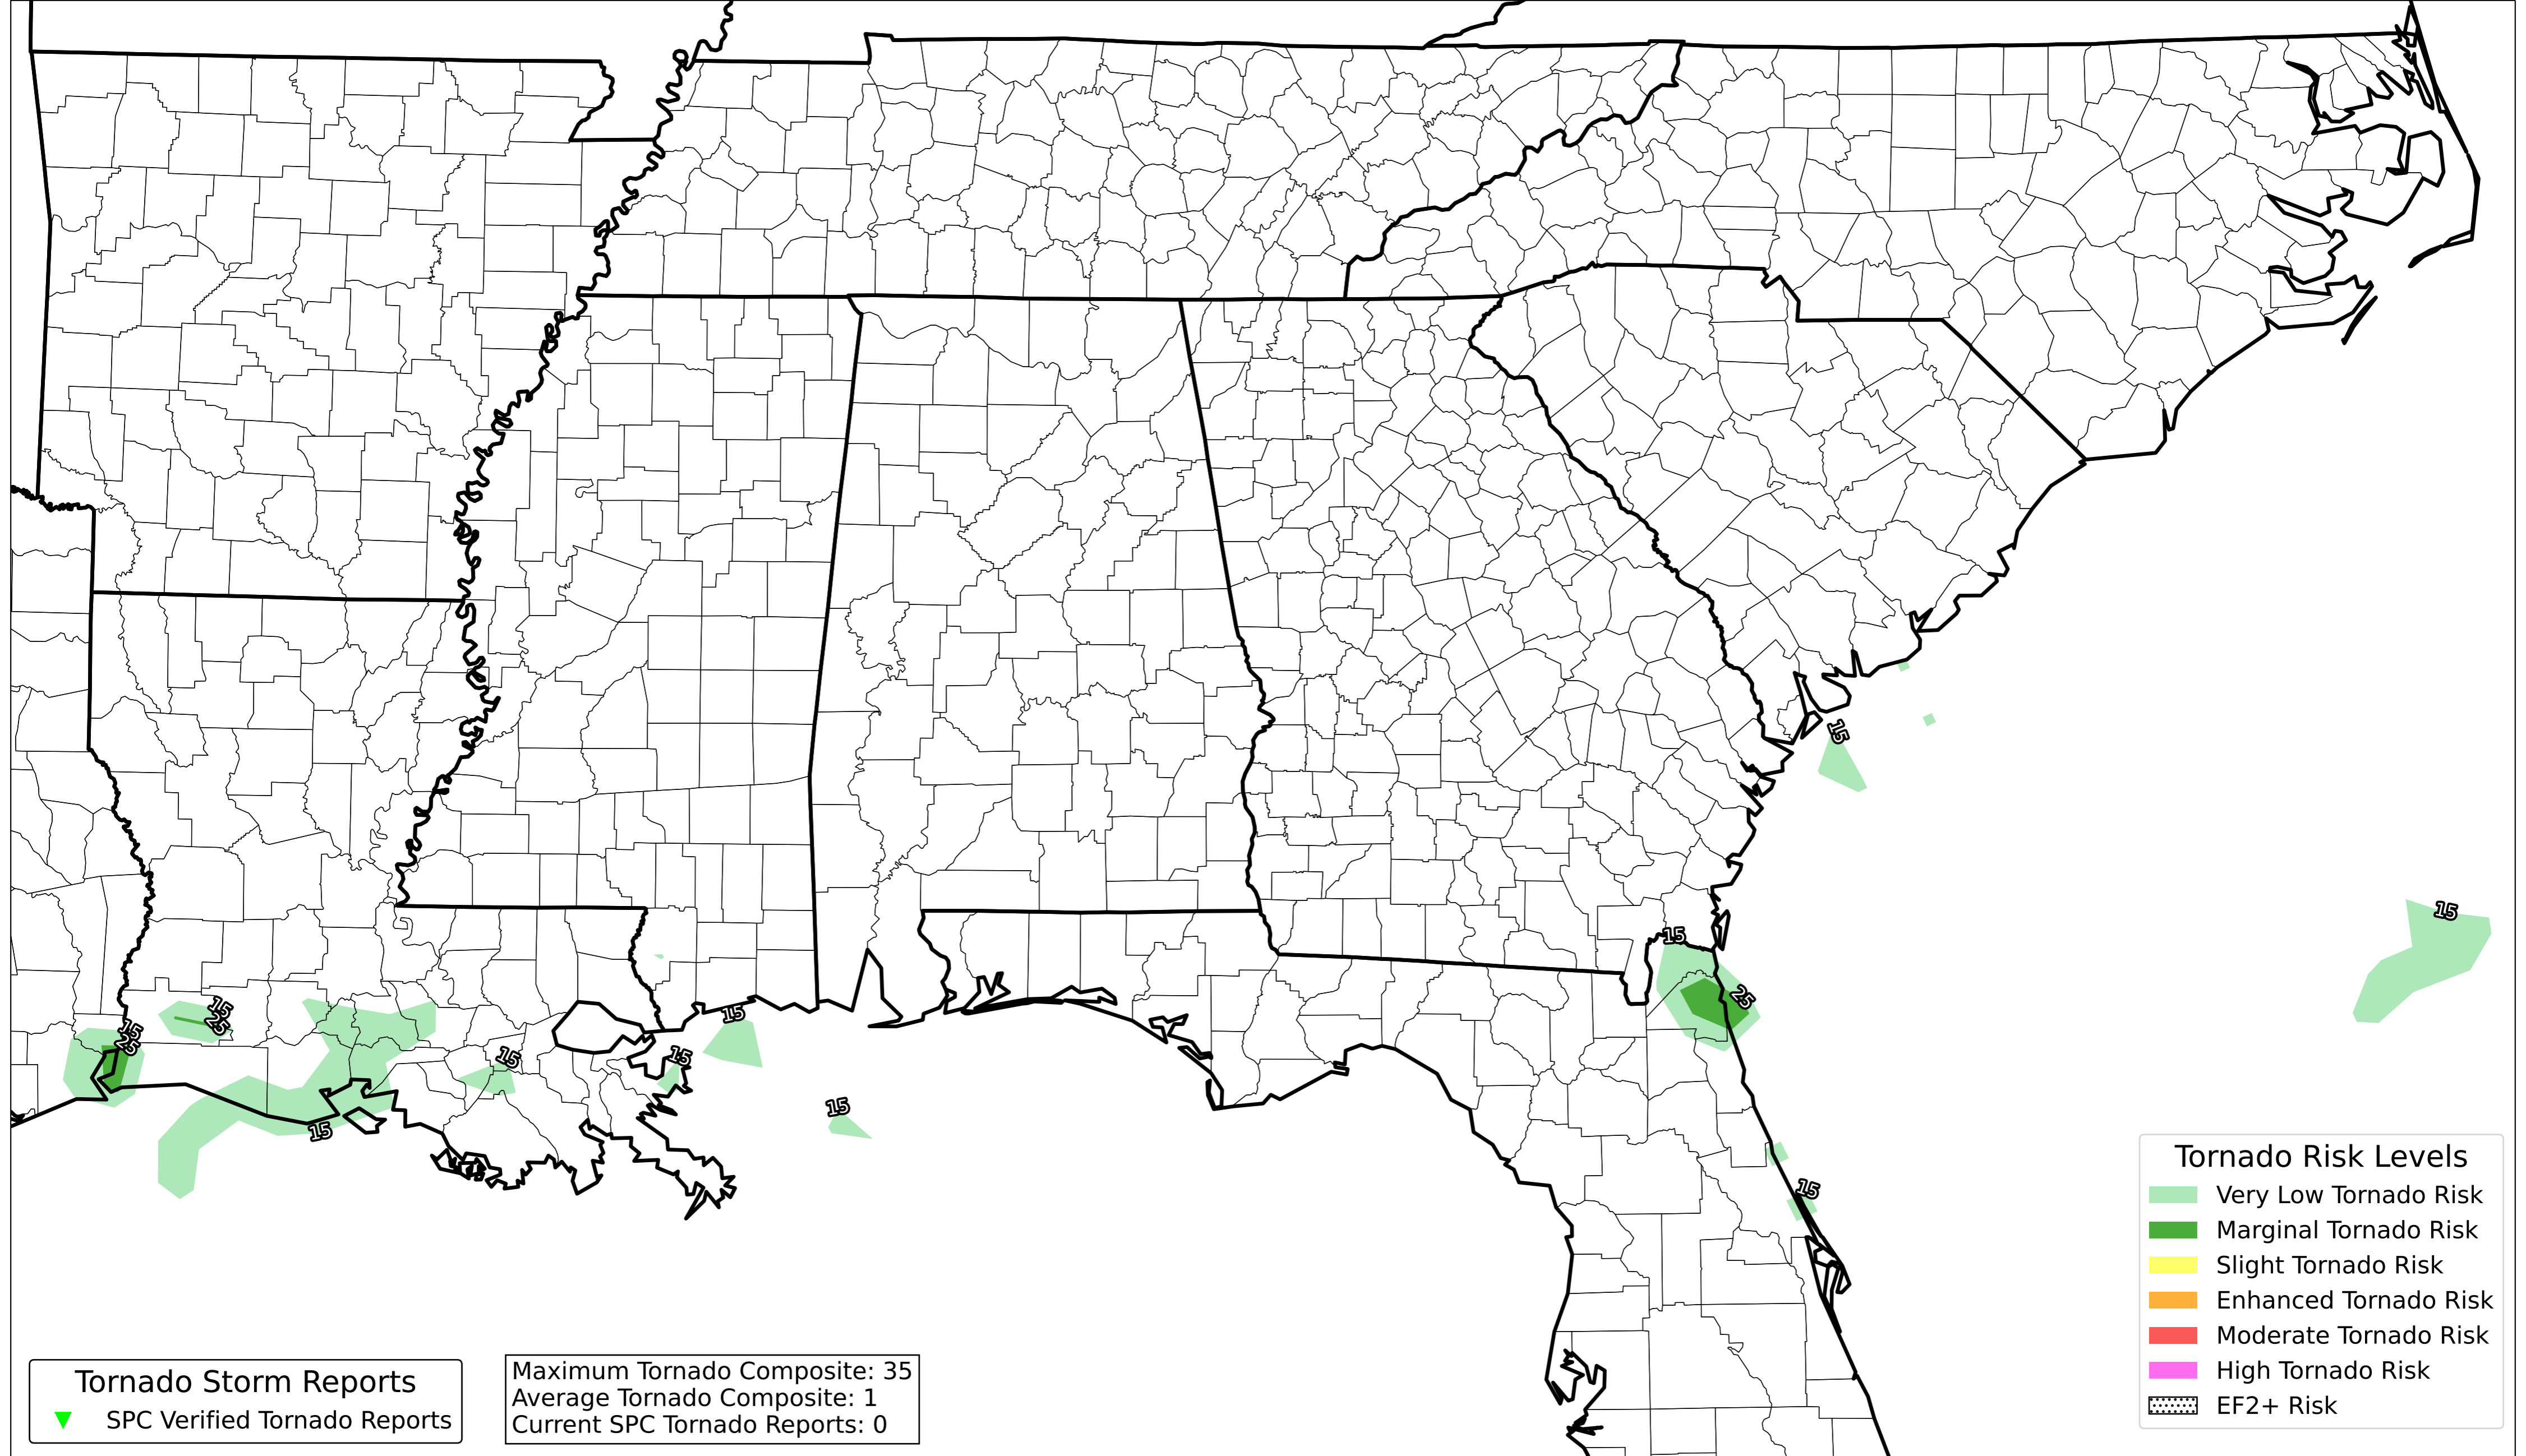 15
15
15
25
15
25
15
15
15
15
15
15
25
15
Tornado Risk Levels
Very Low Tornado Risk
Marginal Tornado Risk
Slight Tornado Risk
Enhanced Tornado Risk
Moderate Tornado Risk
High Tornado Risk
EF2+ Risk
Tornado Storm Reports
SPC Verified Tornado Reports
Maximum Tornado Composite: 35
Average Tornado Composite: 1
Current SPC Tornado Reports: 0